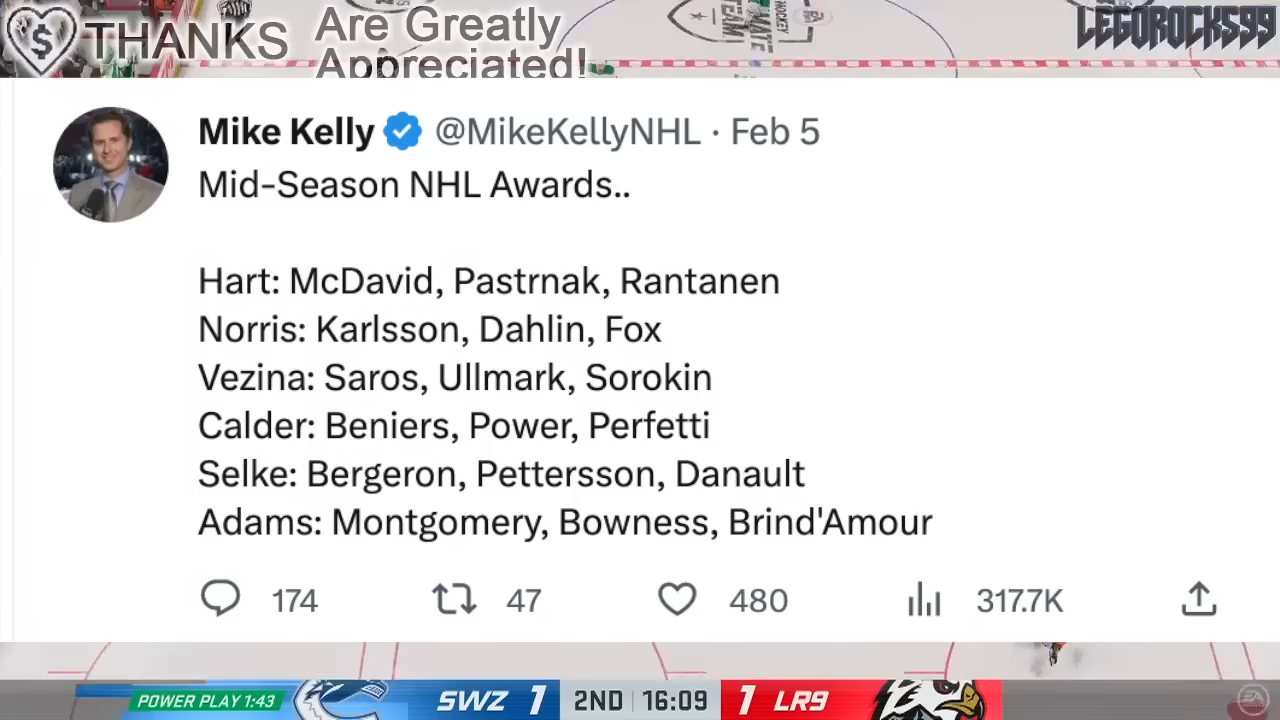 THANKS
Are Greatly
Appreciated!
LEGOROCKS99
Mike Kelly @MikeKellyNHL · Feb 5
Mid-Season NHL Awards..
Hart: McDavid, Pastrnak, Rantanen
Norris: Karlsson, Dahlin, Fox
Vezina: Saros, Ullmark, Sorokin
Calder: Beniers, Power, Perfetti
Selke: Bergeron, Pettersson, Danault
Adams: Montgomery, Bowness, Brind'Amour
174 47 480 317.7K
POWER PLAY 1:43 SWZ 1 2ND 16:09 1 LR9 EA